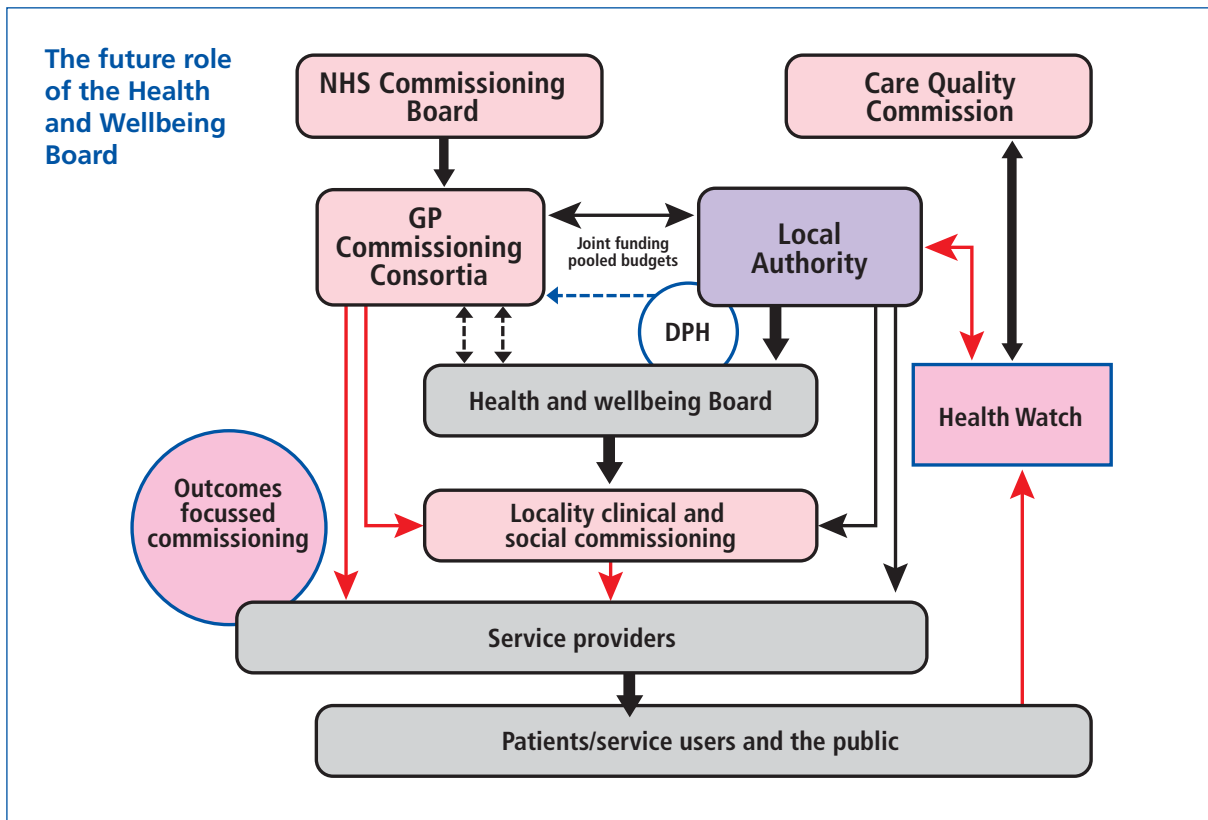 The future role
of the Health
and Wellbeing
Board
NHS Commissioning
Board
Care Quality
Commission
GP
Commissioning
Consortia
Joint funding
pooled budgets
Local
Authority
DPH
Health and wellbeing Board
Health Watch
Outcomes
focussed
commissioning
Locality clinical and
social commissioning
Service providers
Patients/service users and the public